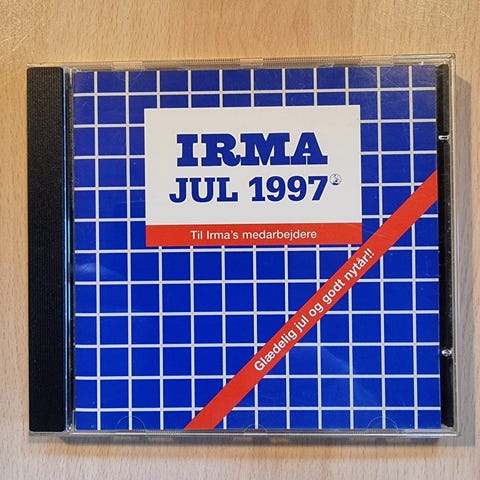 IRMA
JUL 1997
Til Irma's medarbejdere
Glædelig jul og godt nytår!!